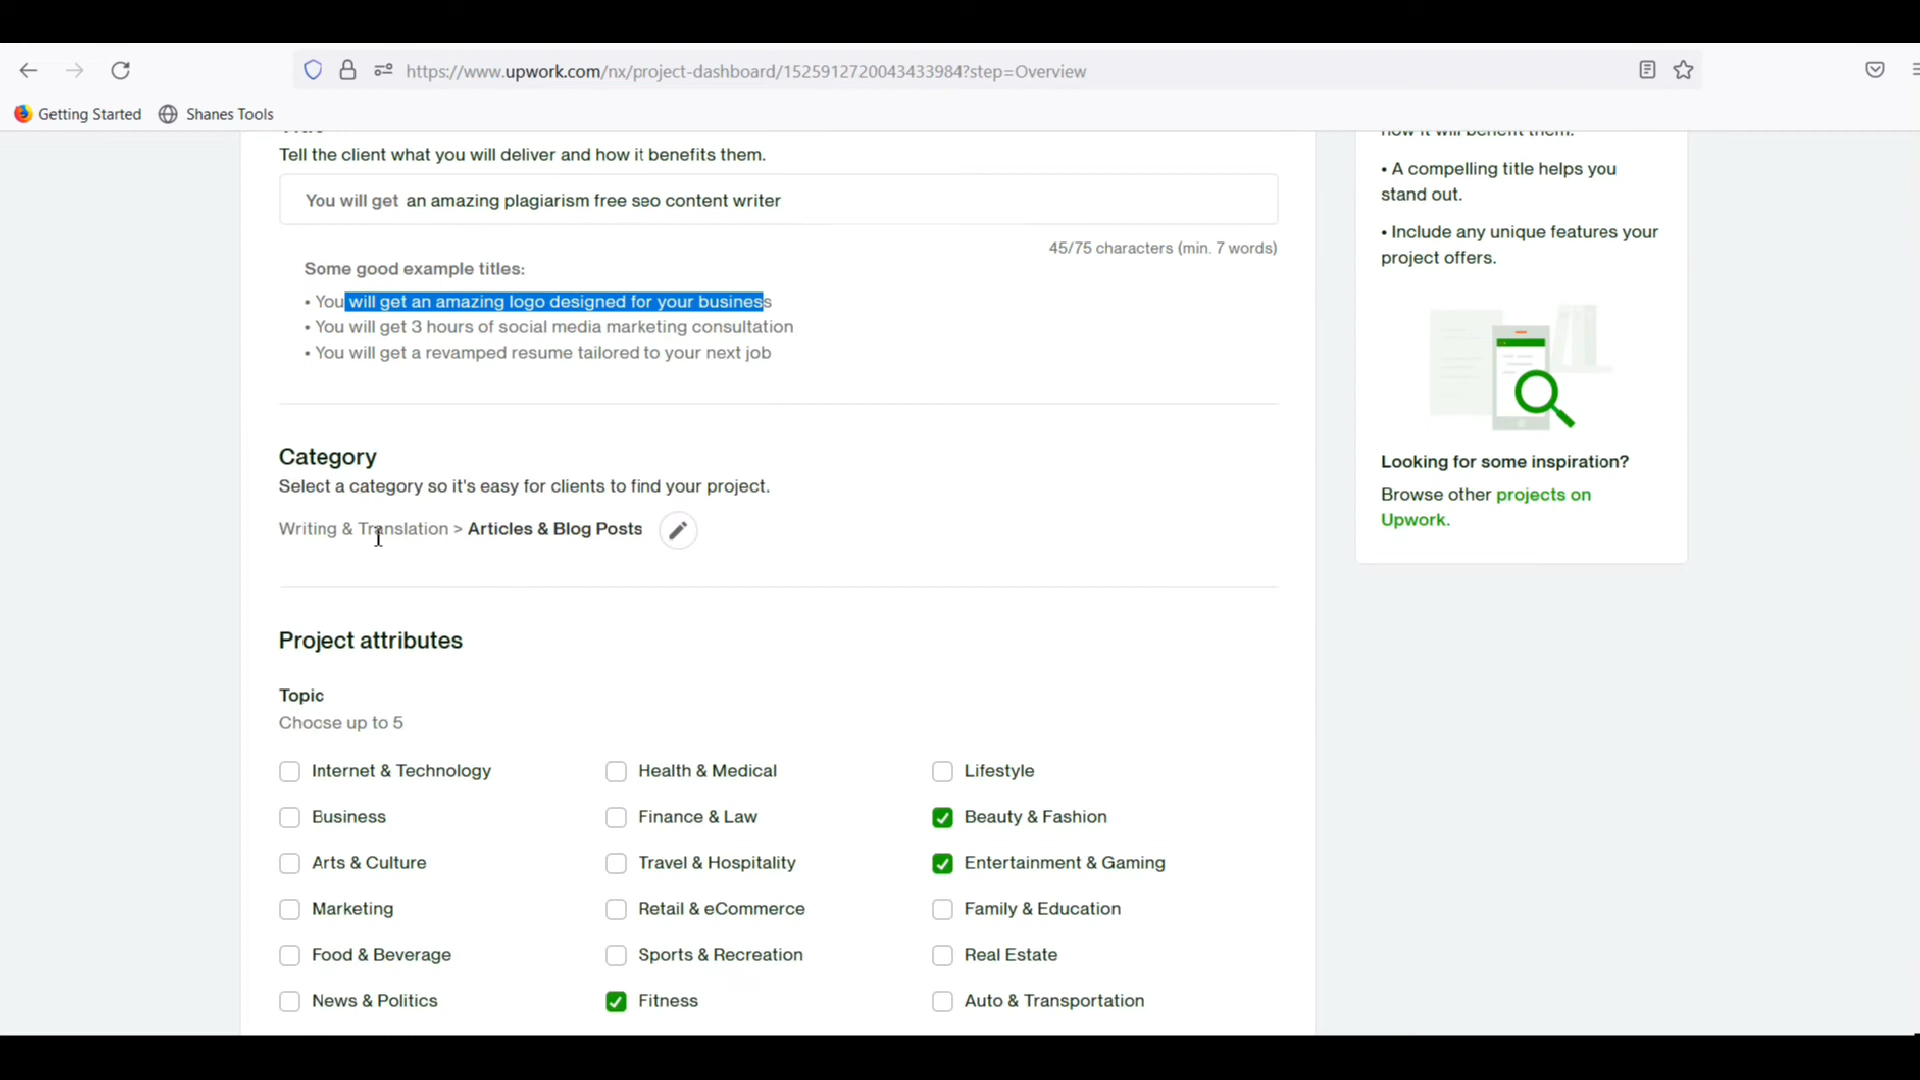 https://www.upwork.com/nx/project-dashboard/1525912720043433984?step=Overview
Getting Started
Shanes Tools
Tell the client what you will deliver and how it benefits them.
You will get an amazing plagiarism free seo content writer
45/75 characters (min. 7 words)
Some good example titles:
• You will get an amazing logo designed for your business
• You will get 3 hours of social media marketing consultation
• You will get a revamped resume tailored to your next job
Category
Select a category so it's easy for clients to find your project.
Writing & Translation > Articles & Blog Posts
Project attributes
Topic
Choose up to 5
Internet & Technology
Health & Medical
Lifestyle
Business
Finance & Law
Beauty & Fashion
Arts & Culture
Travel & Hospitality
Entertainment & Gaming
Marketing
Retail & eCommerce
Family & Education
Food & Beverage
Sports & Recreation
Real Estate
News & Politics
Fitness
Auto & Transportation
how it will benefit them.
• A compelling title helps you
stand out.
• Include any unique features your
project offers.
Looking for some inspiration?
Browse other projects on
Upwork.